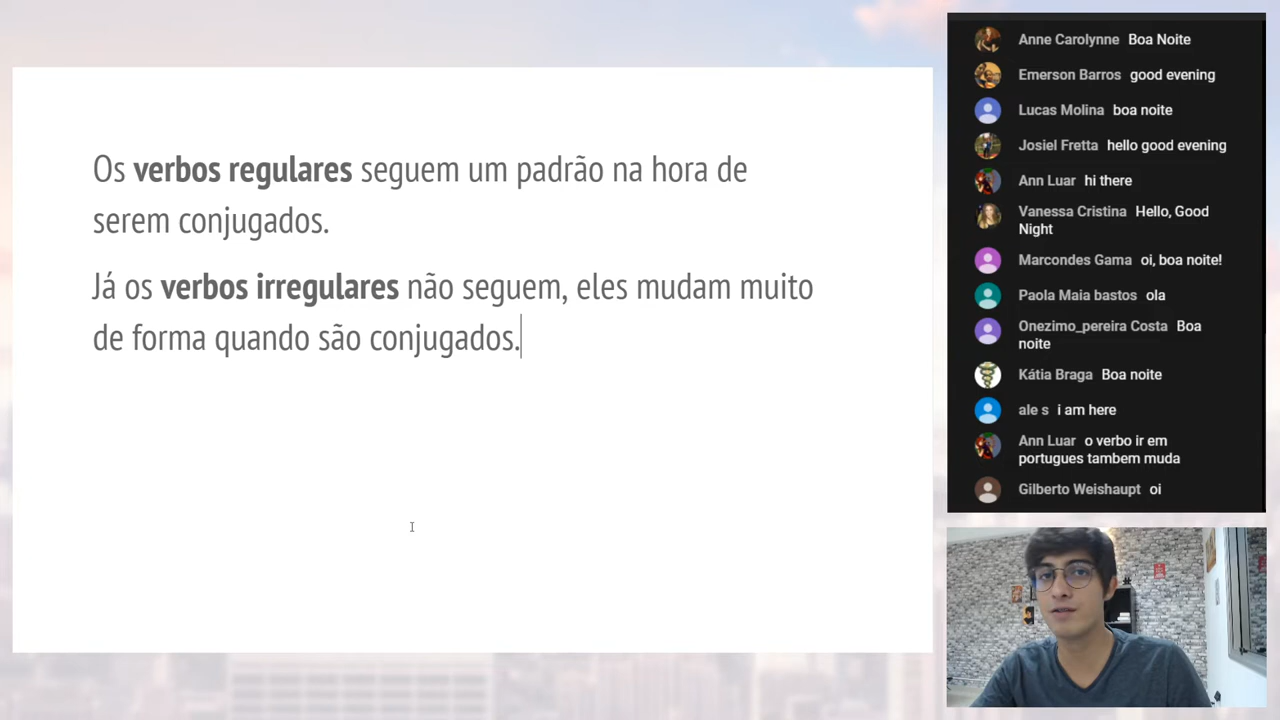 Os verbos regulares seguem um padrão na hora de
serem conjugados.
Já os verbos irregulares não seguem, eles mudam muito
de forma quando são conjugados.
Anne Carolynne Boa Noite
Emerson Barros good evening
Lucas Molina boa noite
Josiel Fretta hello good evening
Ann Luar hi there
Vanessa Cristina Hello, Good
Night
Marcondes Gama oi, boa noite!
Paola Maia bastos ola
Onezimo_pereira Costa Boa
noite
Kátia Braga Boa noite
ale s i am here
Ann Luar o verbo ir em
portugues tambem muda
Gilberto Weishaupt oi